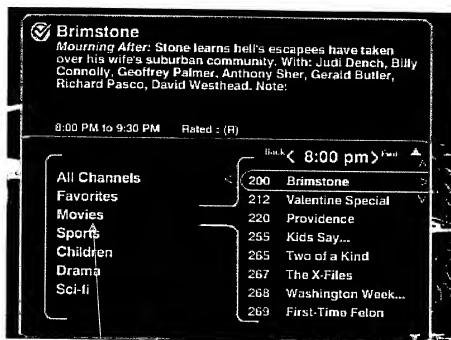 Brimstone
Mourning After: Stone learns hell's escapees have taken
over his wife's suburban community. With: Judi Dench, Billy
Connolly, Geoffrey Palmer, Anthony Sher, Gerald Butler,
Richard Pasco, David Westhead. Note:
8:00 PM to 9:30 PM Rated : (R)
Back < 8:00 pm > Fwd
All Channels
Favorites
Movies
Sports
Children
Drama
Sci-fi
200 Brimstone
212 Valentine Special
220 Providence
255 Kids Say...
265 Two of a Kind
267 The X-Files
268 Washington Week...
269 First-Time Felon